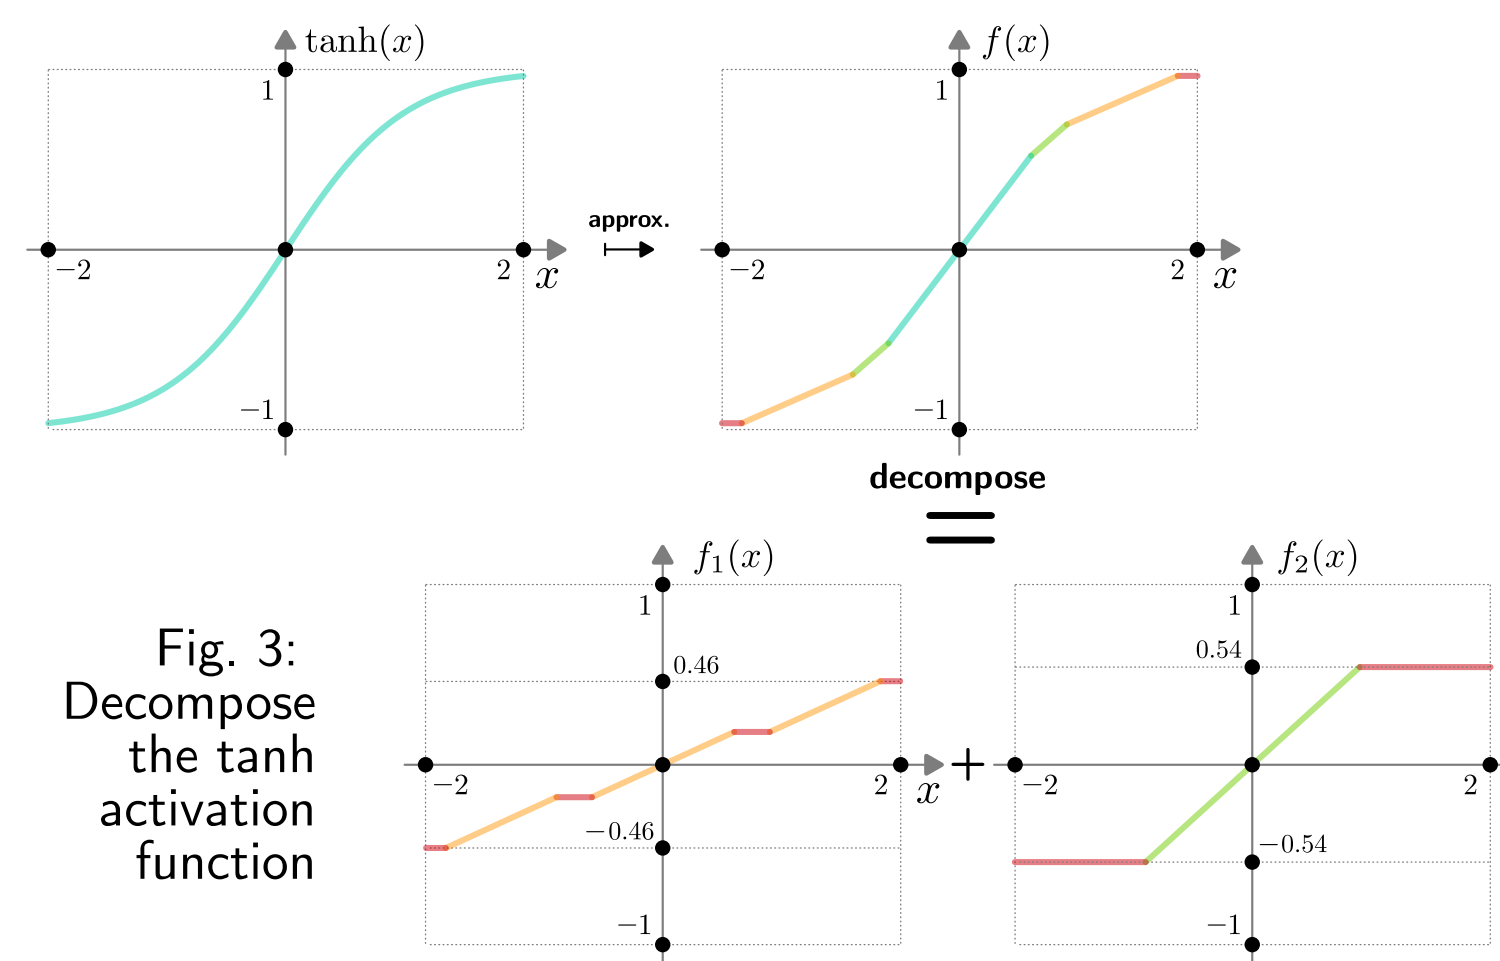 tanh(x)
1
−2
2
x
−1
approx.
f(x)
1
−2
2
x
−1
decompose
=
f₁(x)
1
0.46
−2
2
x
−0.46
−1
+
f₂(x)
1
0.54
−2
2
−0.54
−1
Fig. 3:
Decompose
the tanh
activation
function